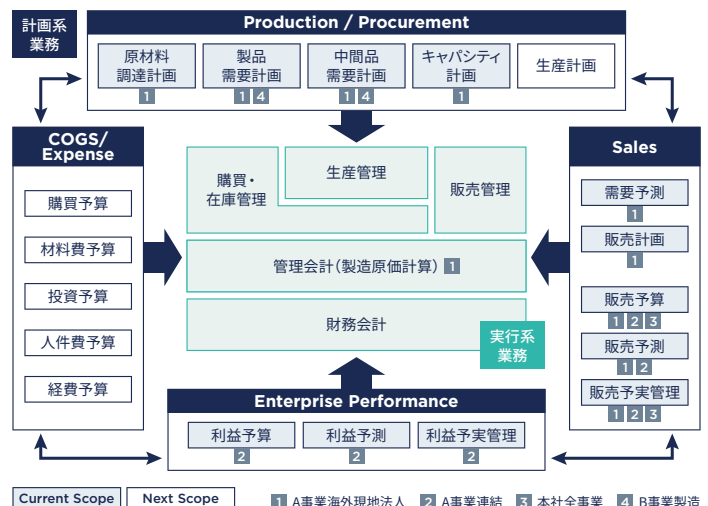 計画系
業務
Production / Procurement
原材料
調達計画
1
製品
需要計画
1 4
中間品
需要計画
1 4
キャパシティ
計画
1
生産計画
COGS/
Expense
購買予算
材料費予算
投資予算
人件費予算
経費予算
購買・
在庫管理
生産管理
販売管理
管理会計(製造原価計算) 1
財務会計
実行系
業務
Sales
需要予測
1
販売計画
1
販売予算
1 2 3
販売予測
1 2
販売予実管理
1 2 3
Enterprise Performance
利益予算
2
利益予測
2
利益予実管理
2
Current Scope
Next Scope
1 A事業海外現地法人 2 A事業連結 3 本社全事業 4 B事業製造